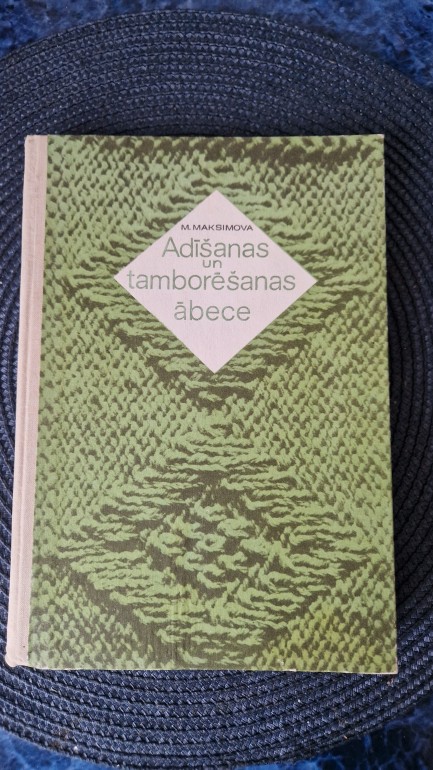 M. MAKSIMOVA
Adīšanas
un
tamborēšanas
ābece